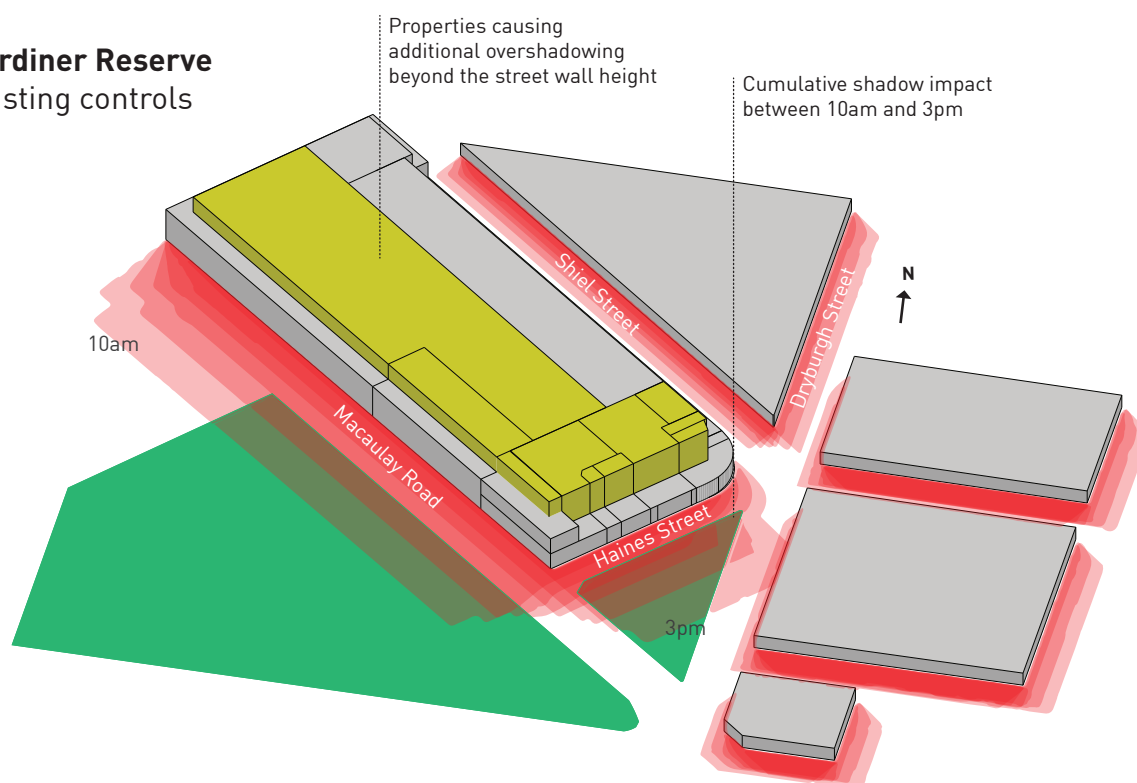 rdiner Reserve
sting controls
Properties causing
additional overshadowing
beyond the street wall height
Cumulative shadow impact
between 10am and 3pm
Shiel Street
Dryburgh Street
N
10am
Macaulay Road
Haines Street
3pm